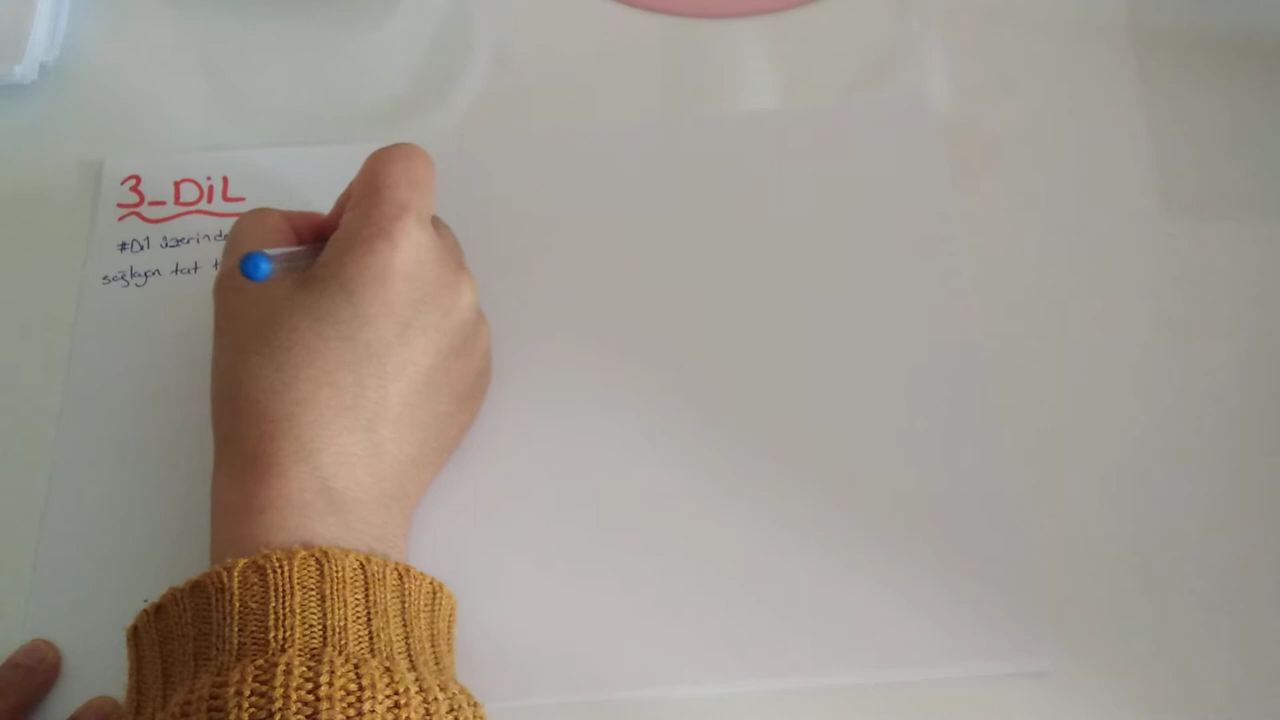 3_DiL
#Dil üzerinde
sağlayan tat